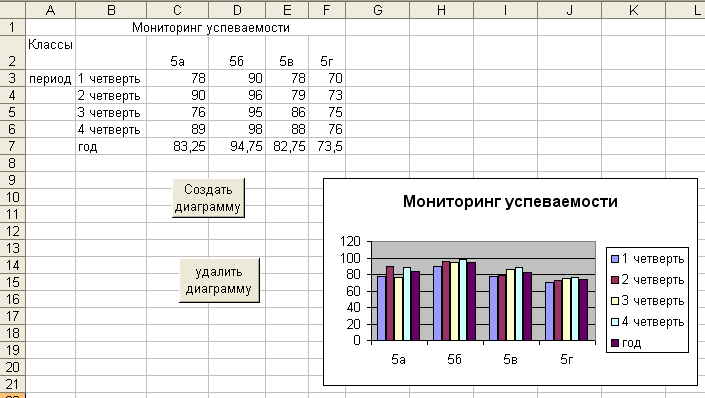 A B C D E F G H I J K L
1 Мониторинг успеваемости
Классы
2 5а 5б 5в 5г
3 период 1 четверть 78 90 78 70
4 2 четверть 90 96 79 73
5 3 четверть 76 95 86 75
6 4 четверть 89 98 88 76
7 год 83,25 94,75 82,75 73,5
8
9
10
11
12
13
14
15
16
17
18
19
20
21
Создать
диаграмму
удалить
диаграмму
Мониторинг успеваемости
120
100
80
60
40
20
0
5а 5б 5в 5г
1 четверть
2 четверть
3 четверть
4 четверть
год